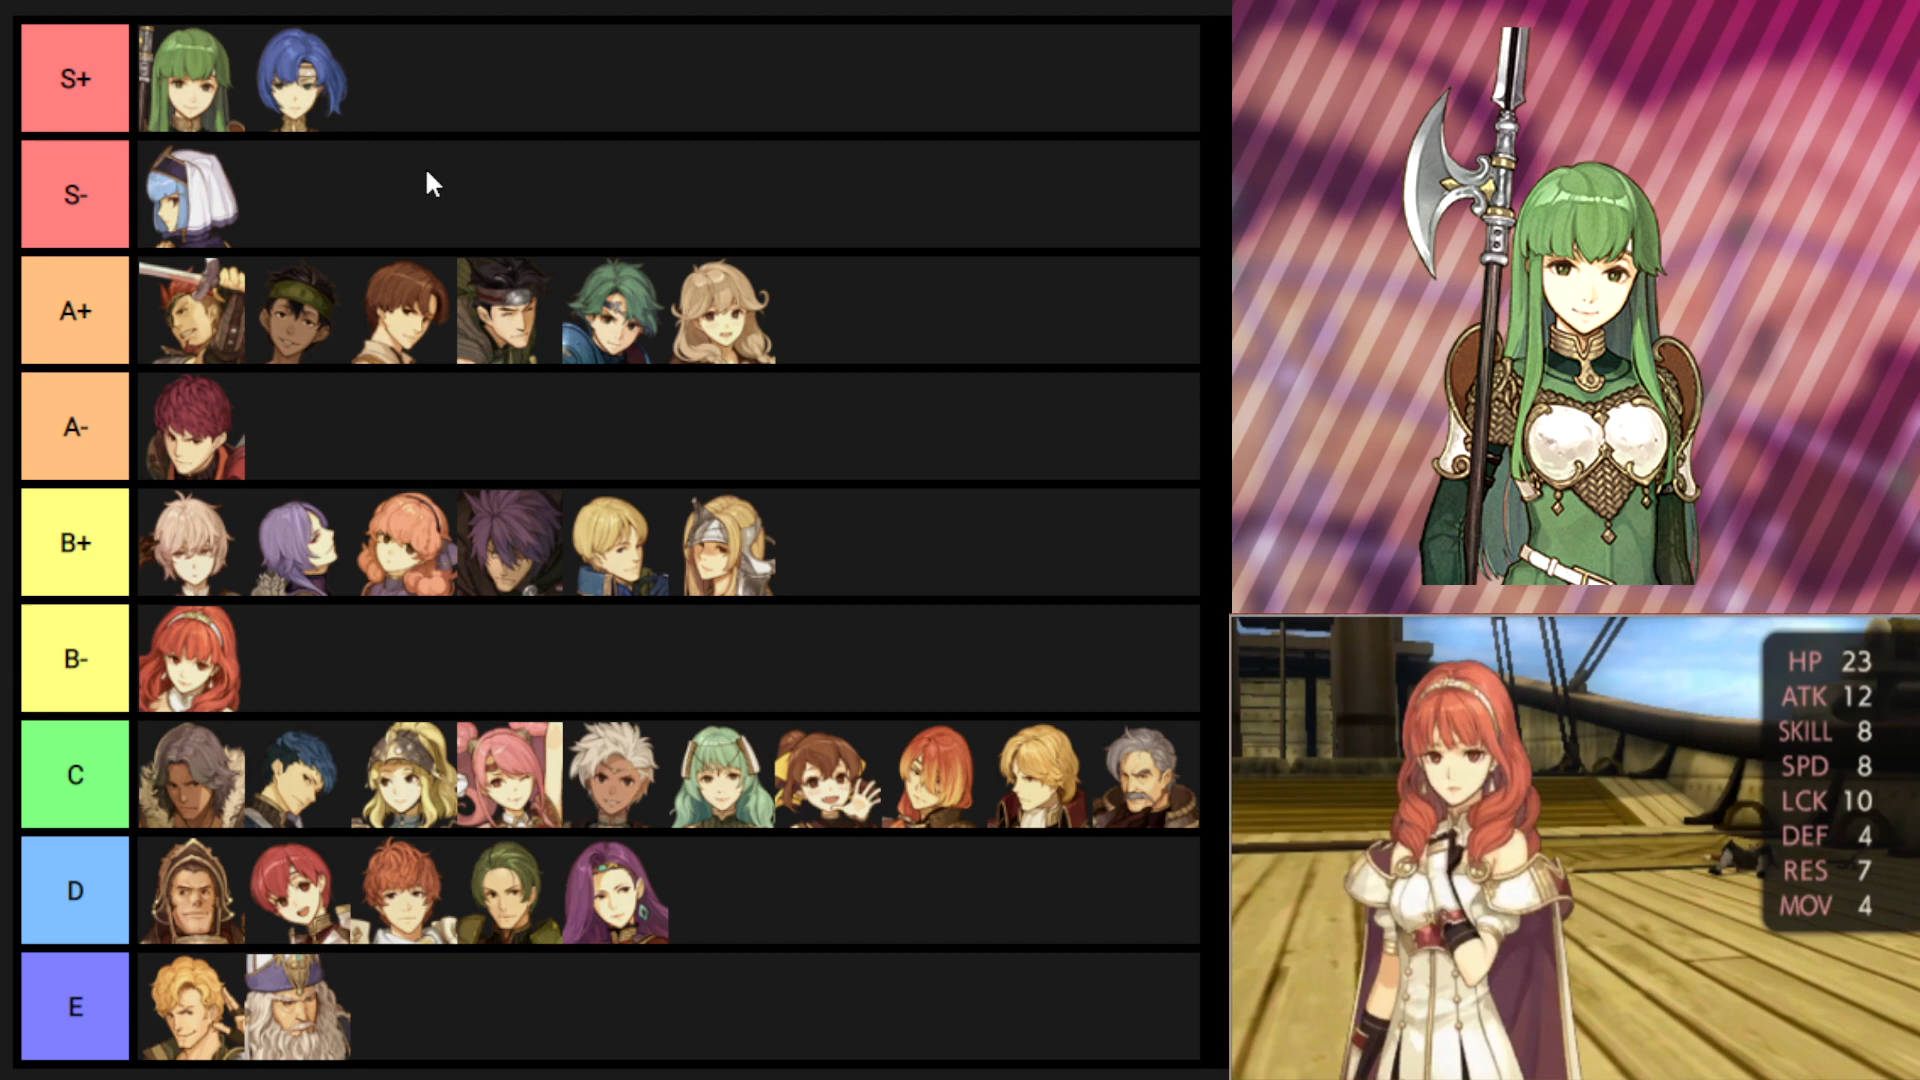 S+
S-
A+
A-
B+
B-
C
D
E
HP 23
ATK 12
SKILL 8
SPD 8
LCK 10
DEF 4
RES 7
MOV 4